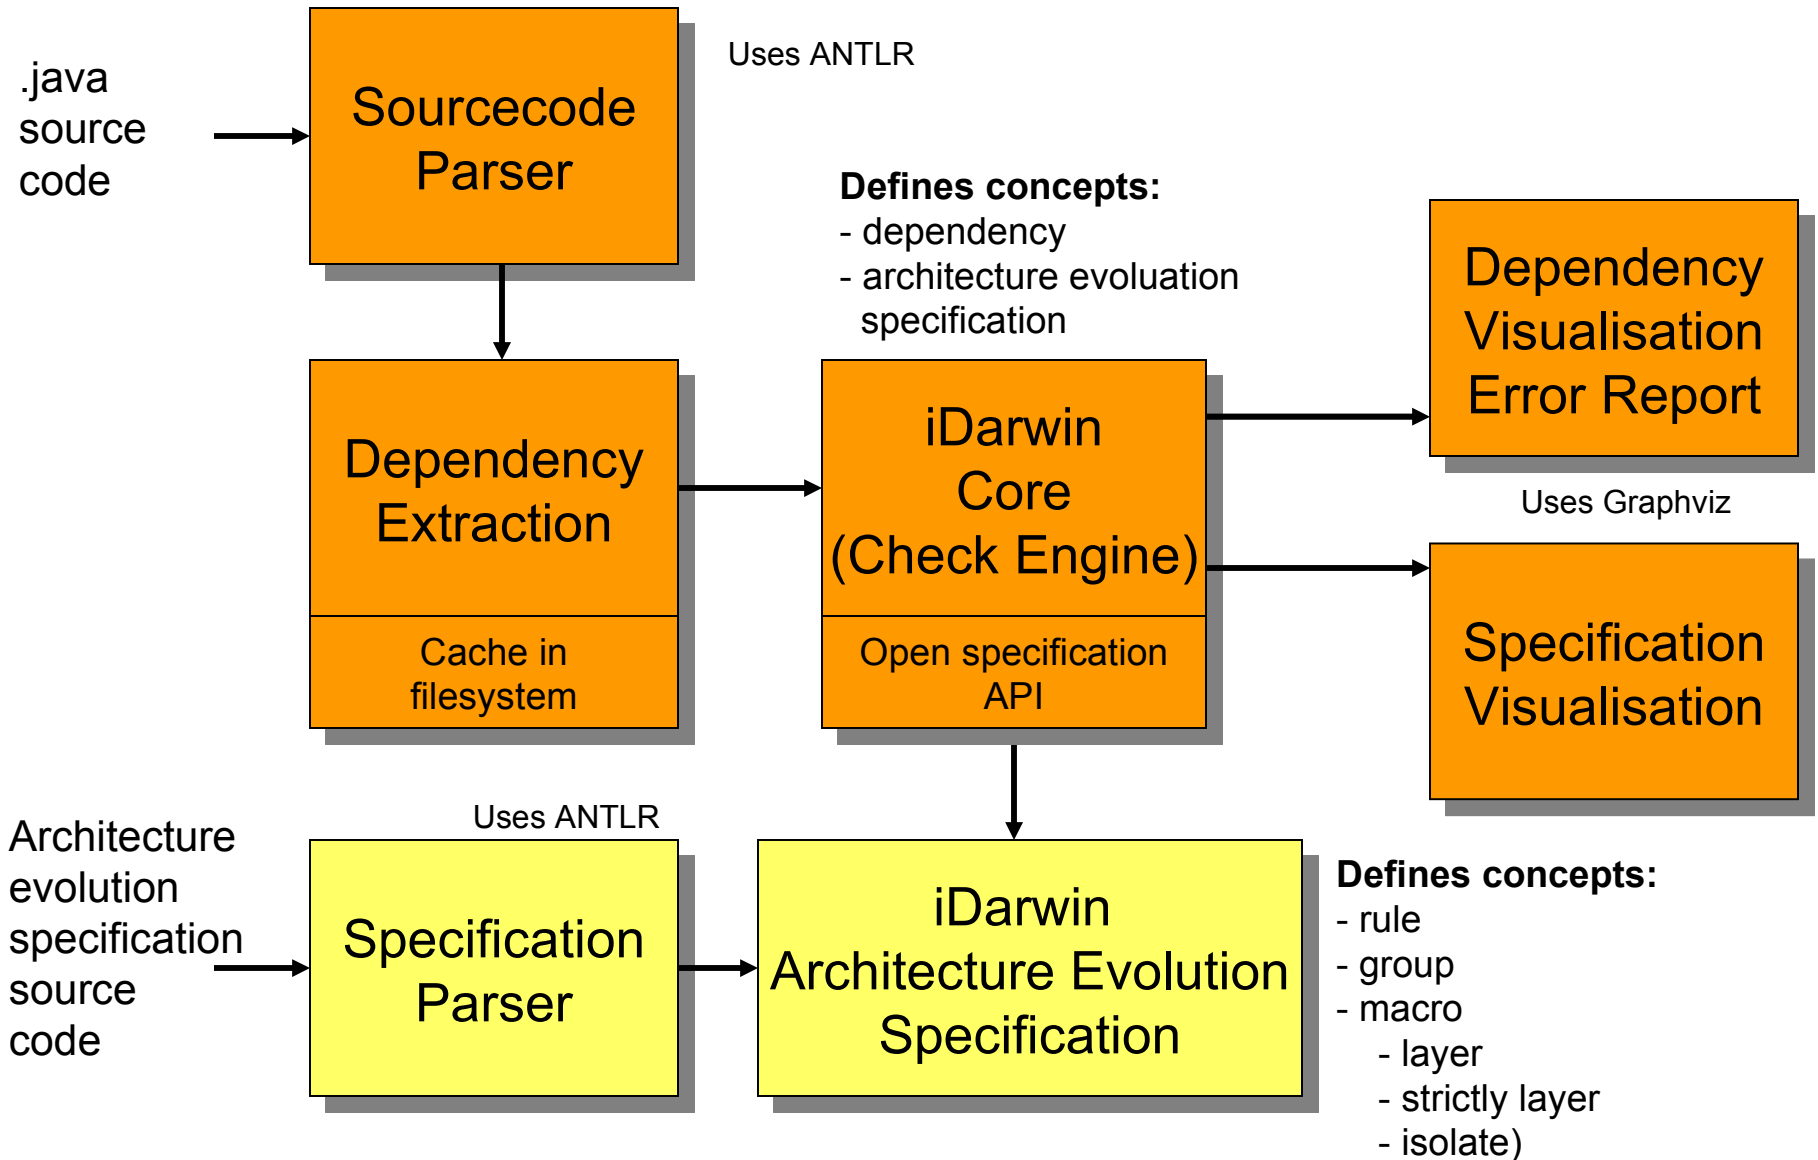 .java
source
code
Sourcecode
Parser
Uses ANTLR
Defines concepts:
- dependency
- architecture evoluation
specification
Dependency
Visualisation
Error Report
Dependency
Extraction
Cache in
filesystem
iDarwin
Core
(Check Engine)
Open specification
API
Uses Graphviz
Specification
Visualisation
Architecture
evolution
specification
source
code
Uses ANTLR
Specification
Parser
iDarwin
Architecture Evolution
Specification
Defines concepts:
- rule
- group
- macro
- layer
- strictly layer
- isolate)